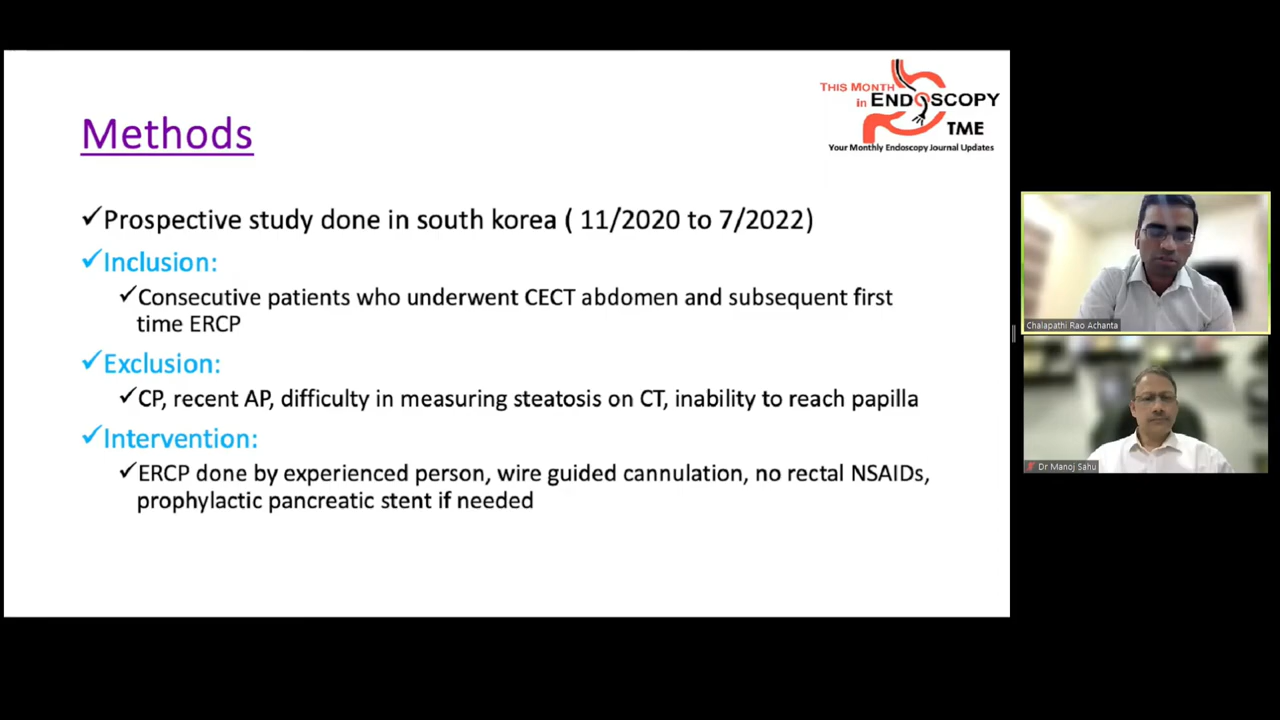 THIS MONTH
in ENDOSCOPY
TME
Your Monthly Endoscopy Journal Updates
Methods
✓Prospective study done in south korea ( 11/2020 to 7/2022)
✓Inclusion:
✓Consecutive patients who underwent CECT abdomen and subsequent first
time ERCP
✓Exclusion:
✓CP, recent AP, difficulty in measuring steatosis on CT, inability to reach papilla
✓Intervention:
✓ERCP done by experienced person, wire guided cannulation, no rectal NSAIDs,
prophylactic pancreatic stent if needed
Chalapathi Rao Achanta
Dr Manoj Sahu